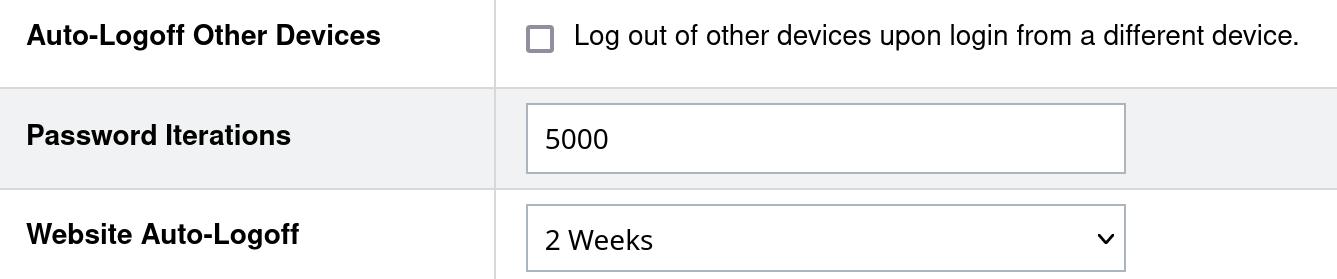 Auto-Logoff Other Devices
Log out of other devices upon login from a different device.
Password Iterations
5000
Website Auto-Logoff
2 Weeks